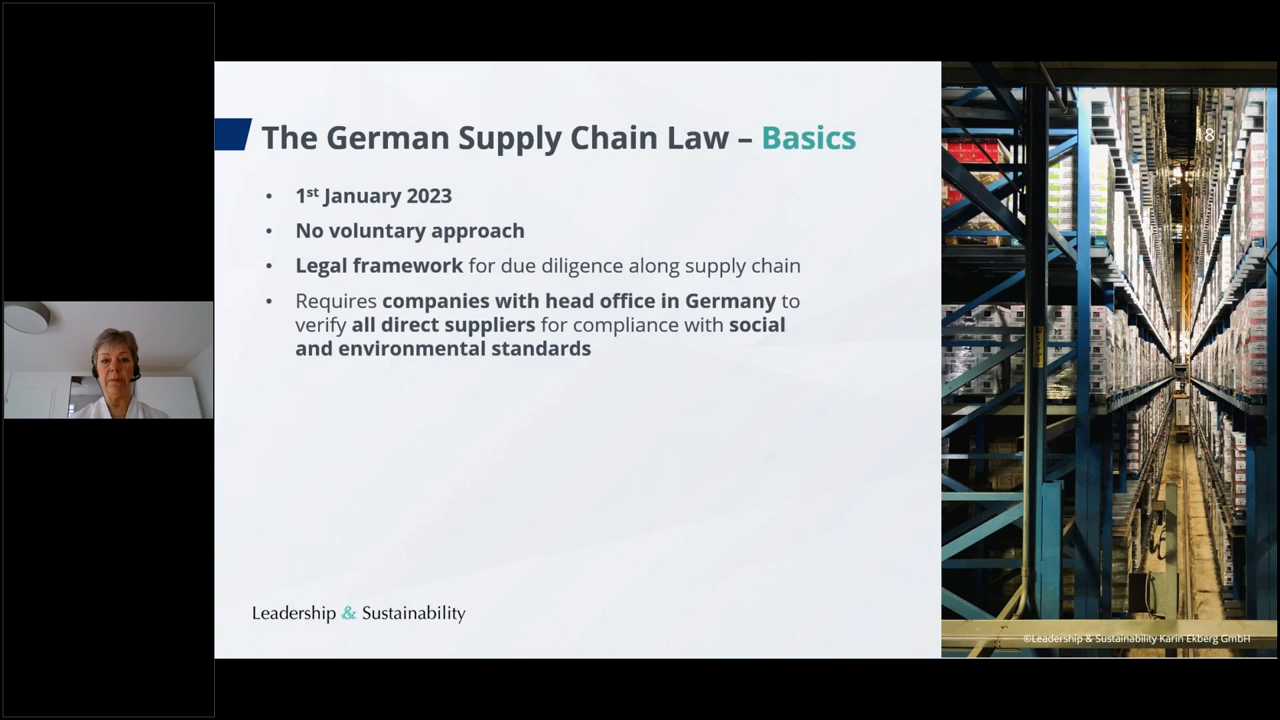 The German Supply Chain Law – Basics
18
• 1st January 2023
• No voluntary approach
• Legal framework for due diligence along supply chain
• Requires companies with head office in Germany to
verify all direct suppliers for compliance with social
and environmental standards
Leadership & Sustainability
©Leadership & Sustainability Karin Ekberg GmbH